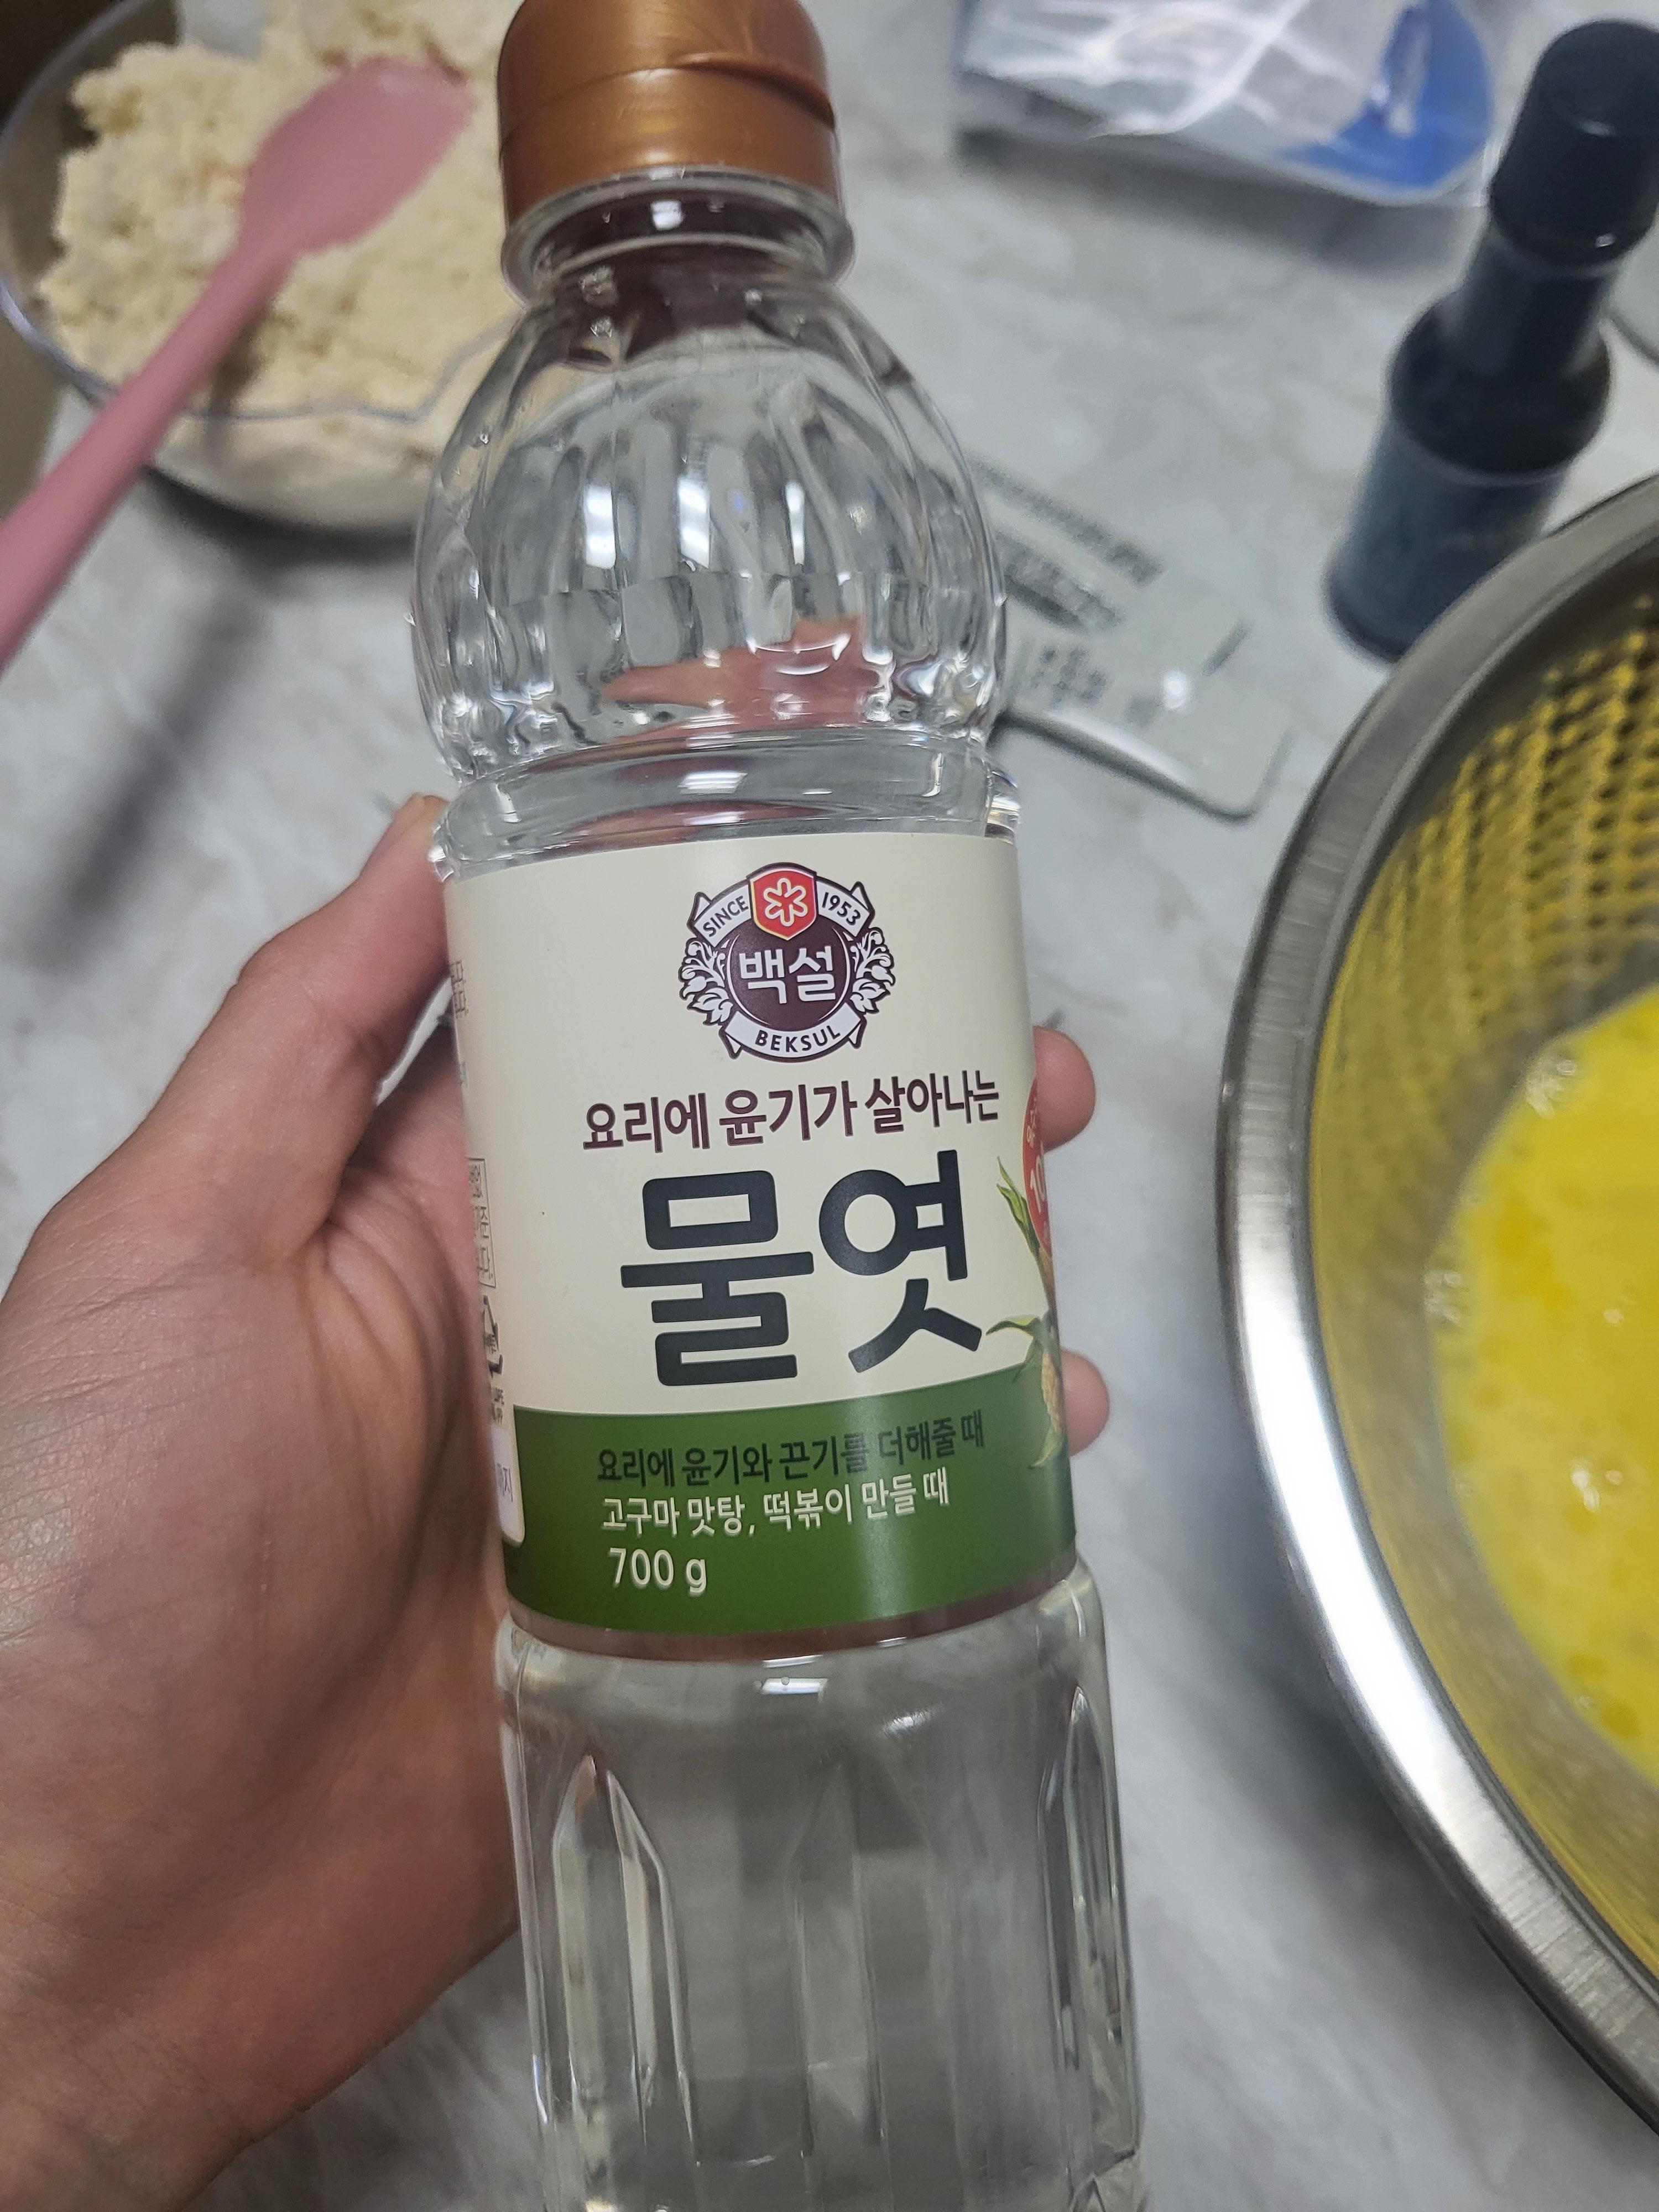 SINCE 1953
백설
BEKSUL
요리에 윤기가 살아나는
물엿
요리에 윤기와 끈기를 더해줄 때
고구마 맛탕, 떡볶이 만들 때
700 g